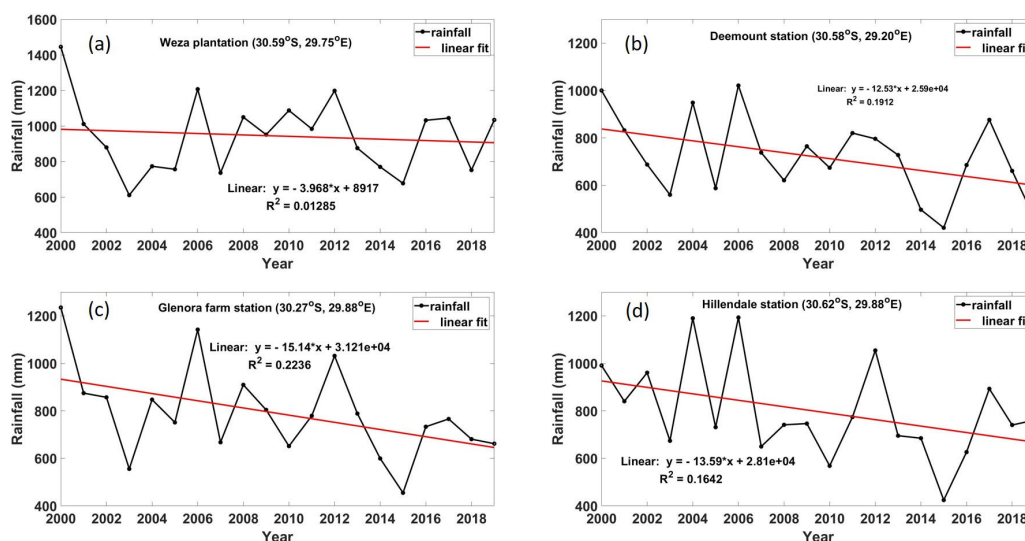 (a)
Weza plantation (30.59°S, 29.75°E)
rainfall
linear fit
Rainfall (mm)
1600
1400
1200
1000
800
600
400
Linear: y = - 3.968*x + 8917
R² = 0.01285
2000 2002 2004 2006 2008 2010 2012 2014 2016 2018
Year
(b)
Deemount station (30.58°S, 29.20°E)
rainfall
linear fit
Rainfall (mm)
1200
1000
800
600
400
Linear: y = - 12.53*x + 2.59e+04
R² = 0.1912
2000 2002 2004 2006 2008 2010 2012 2014 2016 2018
Year
(c)
Glenora farm station (30.27°S, 29.88°E)
rainfall
linear fit
Rainfall (mm)
1200
1000
800
600
400
Linear: y = - 15.14*x + 3.121e+04
R² = 0.2236
2000 2002 2004 2006 2008 2010 2012 2014 2016 2018
Year
(d)
Hillendale station (30.62°S, 29.88°E)
rainfall
linear fit
Rainfall (mm)
1200
1000
800
600
400
Linear: y = - 13.59*x + 2.81e+04
R² = 0.1642
2000 2002 2004 2006 2008 2010 2012 2014 2016 2018
Year